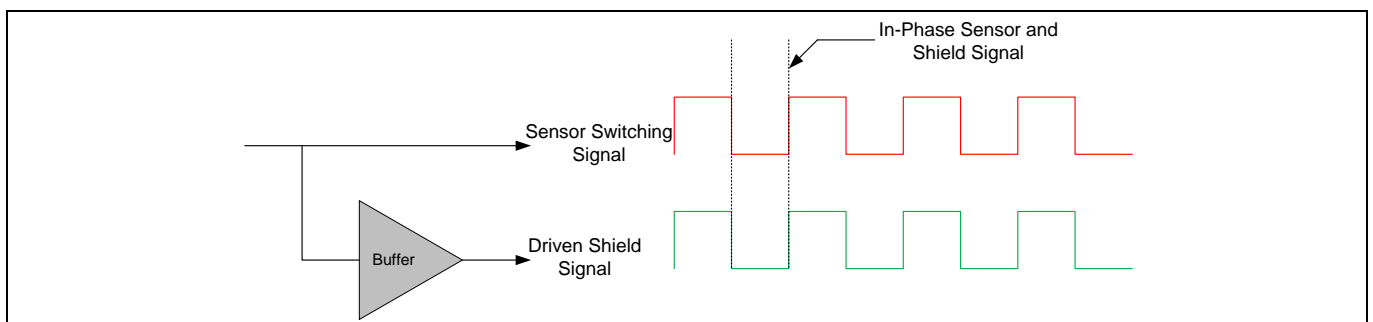 In-Phase Sensor and
Shield Signal
Sensor Switching
Signal
Buffer
Driven Shield
Signal